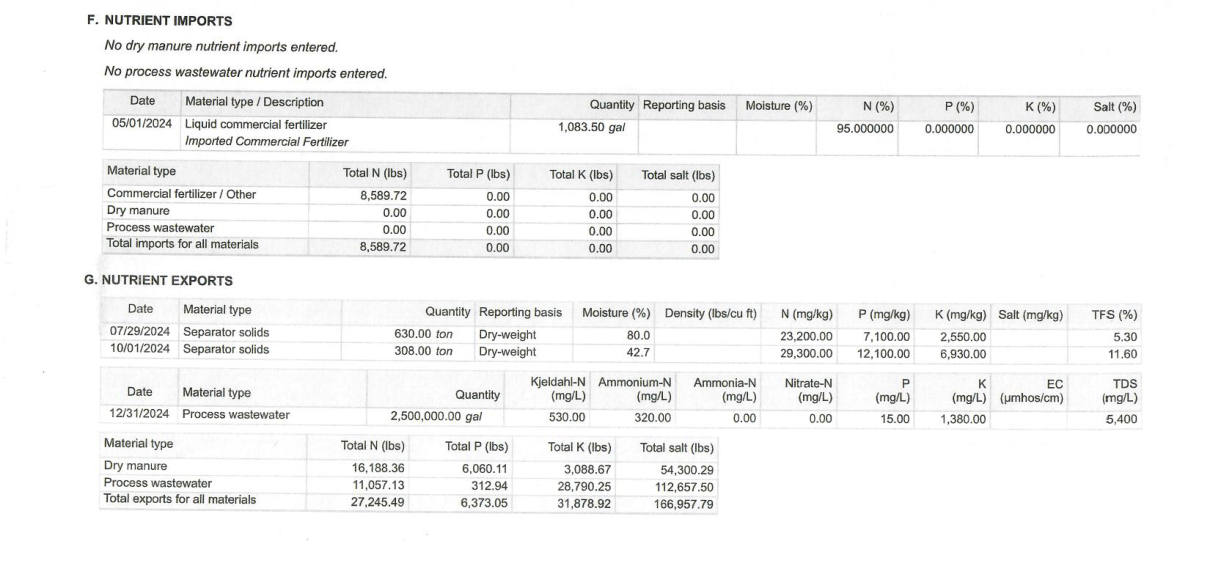 F. NUTRIENT IMPORTS
No dry manure nutrient imports entered.
No process wastewater nutrient imports entered.
Date Material type / Description Quantity Reporting basis Moisture (%) N (%) P (%) K (%) Salt (%)
05/01/2024 Liquid commercial fertilizer 1,083.50 gal 95.000000 0.000000 0.000000 0.000000
Imported Commercial Fertilizer
Material type Total N (lbs) Total P (lbs) Total K (lbs) Total salt (lbs)
Commercial fertilizer / Other 8,589.72 0.00 0.00 0.00
Dry manure 0.00 0.00 0.00 0.00
Process wastewater 0.00 0.00 0.00 0.00
Total imports for all materials 8,589.72 0.00 0.00 0.00
G. NUTRIENT EXPORTS
Date Material type Quantity Reporting basis Moisture (%) Density (lbs/cu ft) N (mg/kg) P (mg/kg) K (mg/kg) Salt (mg/kg) TFS (%)
07/29/2024 Separator solids 630.00 ton Dry-weight 80.0 23,200.00 7,100.00 2,550.00 5.30
10/01/2024 Separator solids 308.00 ton Dry-weight 42.7 29,300.00 12,100.00 6,930.00 11.60
Date Material type Quantity Kjeldahl-N (mg/L) Ammonium-N (mg/L) Ammonia-N (mg/L) Nitrate-N (mg/L) P (mg/L) K (mg/L) EC (µmhos/cm) TDS (mg/L)
12/31/2024 Process wastewater 2,500,000.00 gal 530.00 320.00 0.00 0.00 15.00 1,380.00 5,400
Material type Total N (lbs) Total P (lbs) Total K (lbs) Total salt (lbs)
Dry manure 16,188.36 6,060.11 3,088.67 54,300.29
Process wastewater 11,057.13 312.94 28,790.25 112,657.50
Total exports for all materials 27,245.49 6,373.05 31,878.92 166,957.79